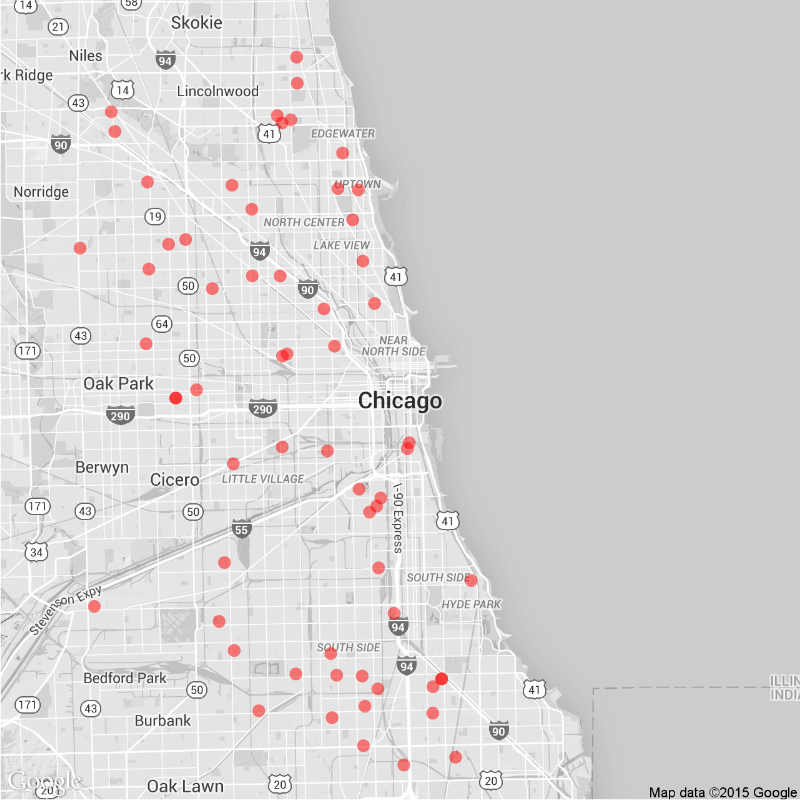 14
58
21
Skokie
Niles
94
rk Ridge
14
Lincolnwood
43
41
EDGEWATER
90
Norridge
UPTOWN
19
NORTH CENTER
LAKE VIEW
94
41
50
90
64
43
NEAR
NORTH SIDE
171
50
Oak Park
Chicago
290
290
Berwyn
Cicero
LITTLE VILLAGE
171
43
50
I-90 Express
41
55
34
SOUTH SIDE
Stevenson Expy
HYDE PARK
94
SOUTH SIDE
94
Bedford Park
50
41
ILLIN
INDIA
171
43
Burbank
90
Google
20
Oak Lawn
20
20
Map data ©2015 Google